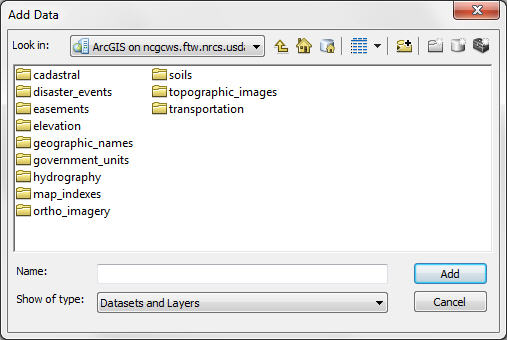 Add Data
Look in: ArcGIS on ncgcws.ftw.nrcs.usda
cadastral
disaster_events
easements
elevation
geographic_names
government_units
hydrography
map_indexes
ortho_imagery
soils
topographic_images
transportation
Name:
Add
Show of type: Datasets and Layers
Cancel